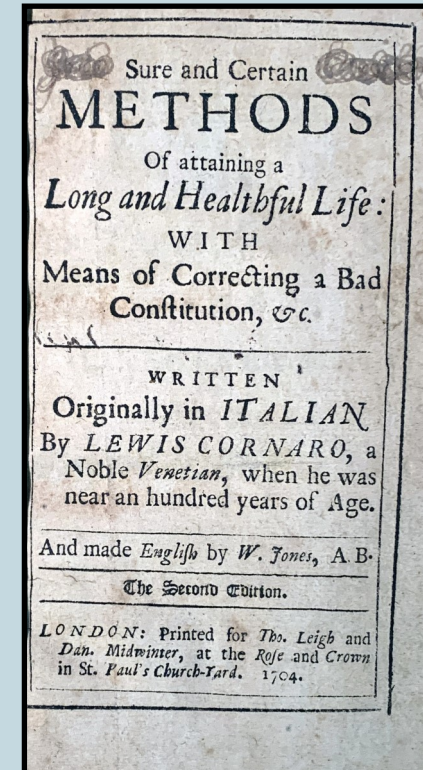 Sure and Certain
METHODS
Of attaining a
Long and Healthful Life:
WITH
Means of Correcting a Bad
Conſtitution, &c.
WRITTEN
Originally in ITALIAN
By LEWIS CORNARO, a
Noble Venetian, when he was
near an hundred years of Age.
And made Engliſh by W. Jones, A. B.
The Second Edition.
LONDON: Printed for Tho. Leigh and
Dan. Midwinter, at the Roſe and Crown
in St. Paul's Church-Yard. 1704.